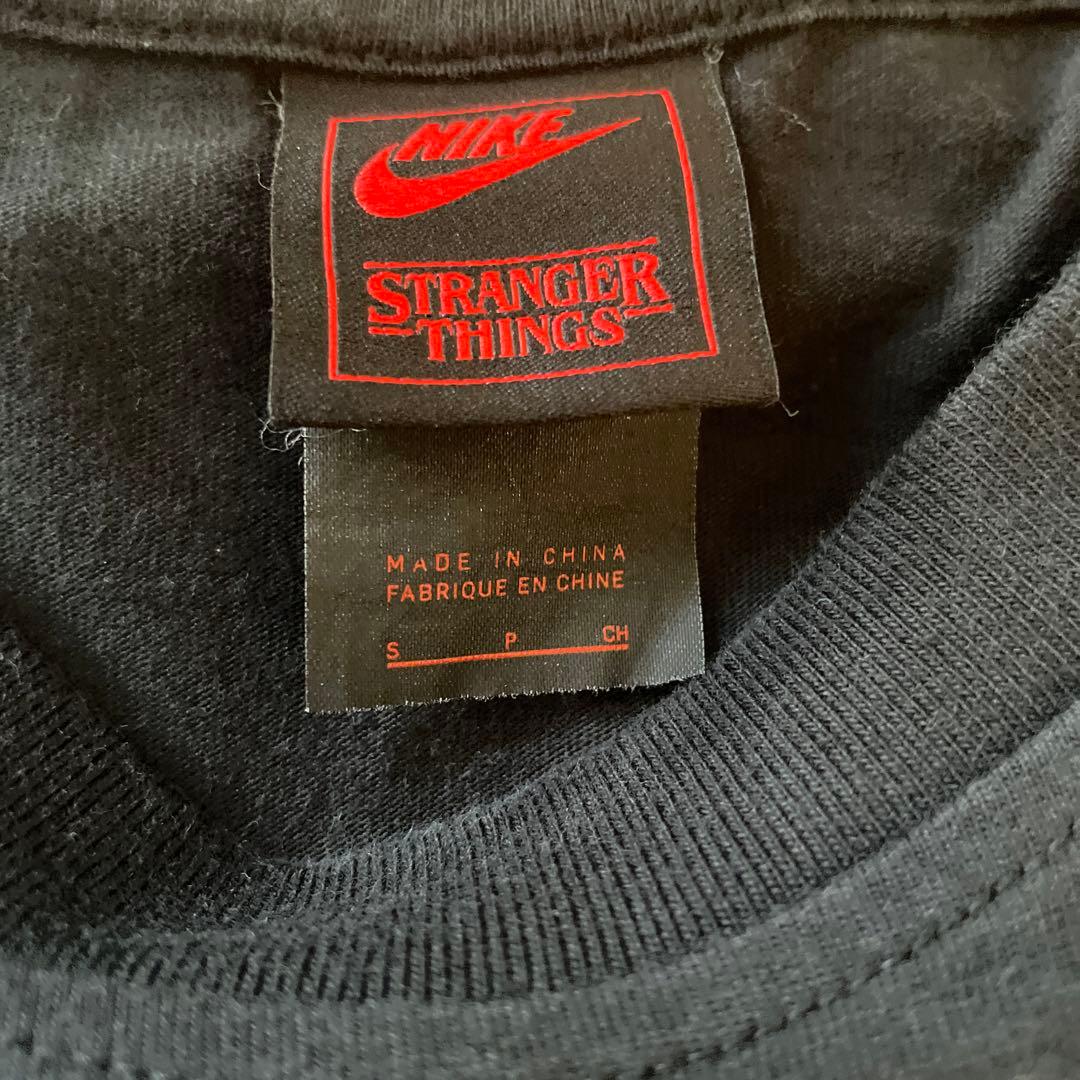 NIKE
STRANGER
THINGS
MADE IN CHINA
FABRIQUE EN CHINE
S P CH